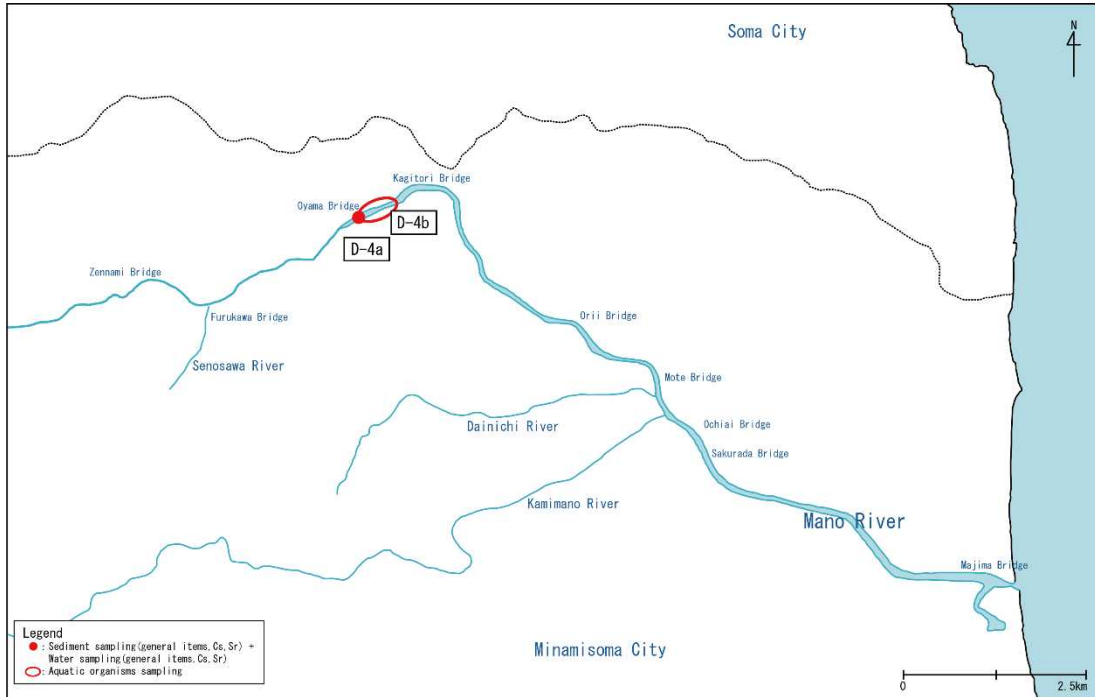 Soma City
N
Kagitori Bridge
Oyama Bridge
D-4b
D-4a
Zennami Bridge
Furukawa Bridge
Orii Bridge
Senosawa River
Mote Bridge
Dainichi River
Ochiai Bridge
Sakurada Bridge
Kamimano River
Mano River
Majima Bridge
Legend
: Sediment sampling(general items,Cs,Sr) +
Water sampling(general items,Cs,Sr)
: Aquatic organisms sampling
Minamisoma City
0
2.5km